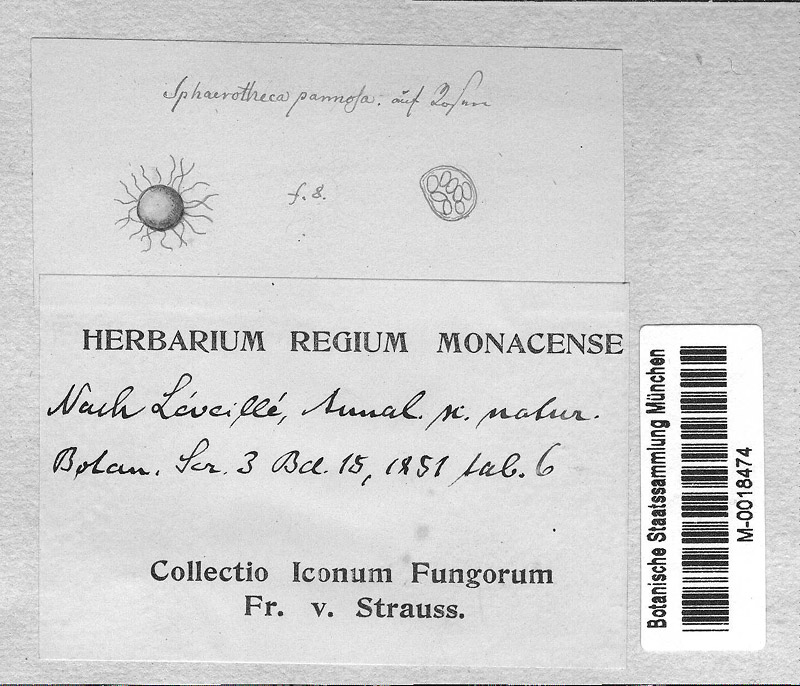 Sphaerotheca pannosa. auf Rosen
f. 8.
HERBARIUM REGIUM MONACENSE
Nach Léveillé, Annal. sc. natur.
Botan. Ser. 3 Bd. 15, 1851 tab. 6
Collectio Iconum Fungorum
Fr. v. Strauss.
Botanische Staatssammlung München
M-0018474